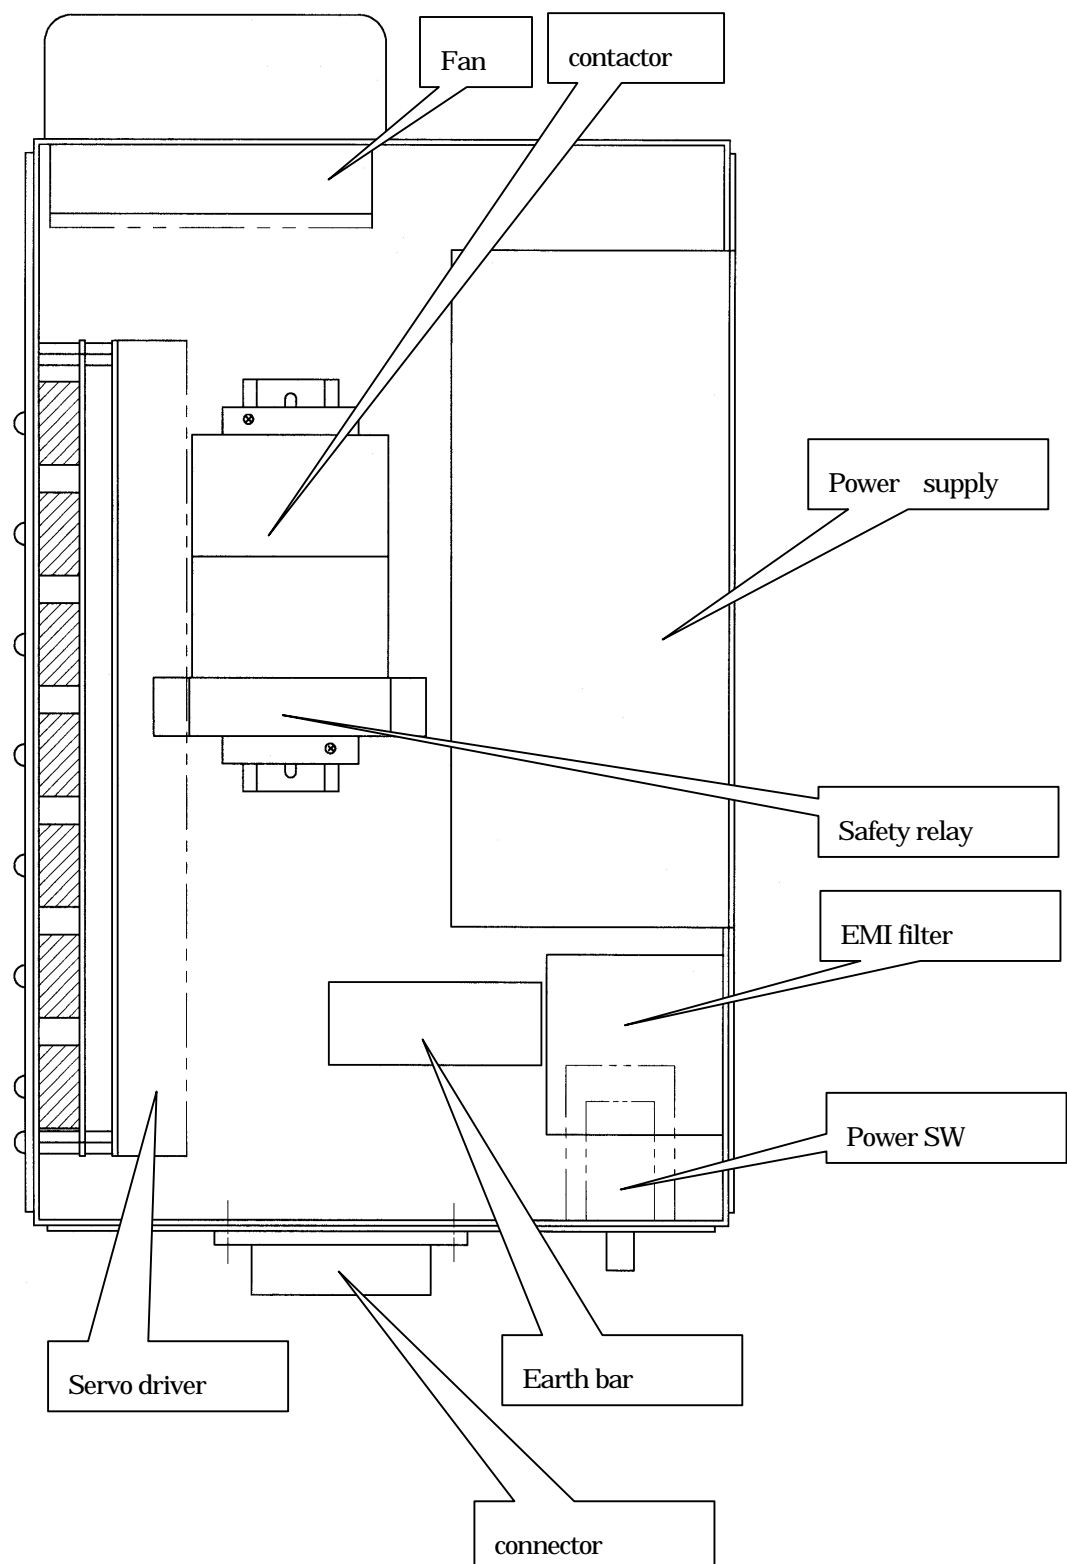 Fan
contactor
Power supply
Safety relay
EMI filter
Power SW
Servo driver
Earth bar
connector